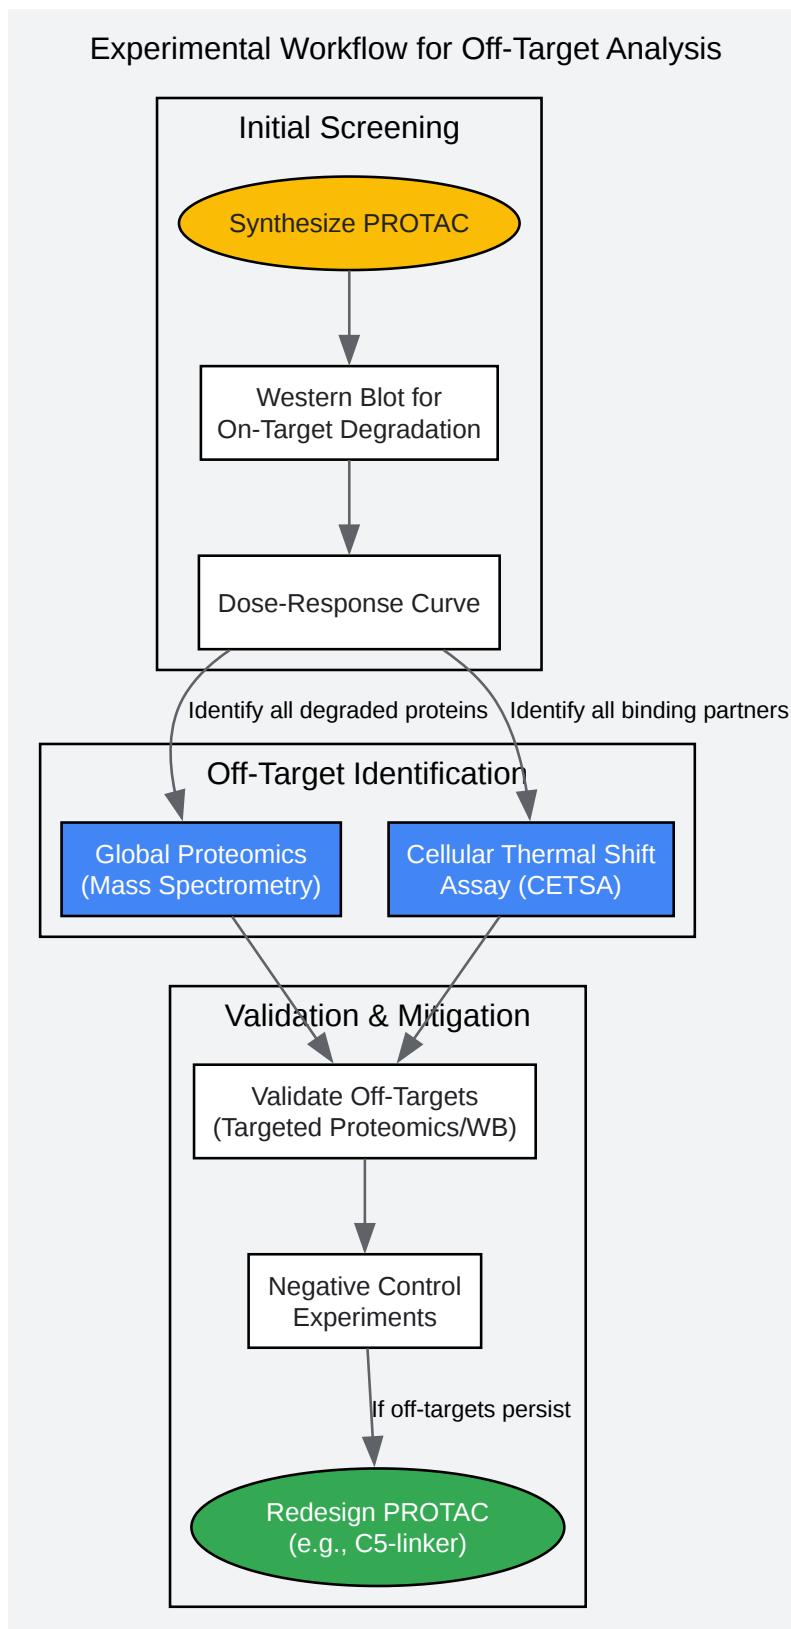 Experimental Workflow for Off-Target Analysis
Initial Screening
Synthesize PROTAC
Western Blot for
On-Target Degradation
Dose-Response Curve
Identify all degraded proteins
Identify all binding partners
Off-Target Identification
Global Proteomics
(Mass Spectrometry)
Cellular Thermal Shift
Assay (CETSA)
Validation & Mitigation
Validate Off-Targets
(Targeted Proteomics/WB)
Negative Control
Experiments
If off-targets persist
Redesign PROTAC
(e.g., C5-linker)